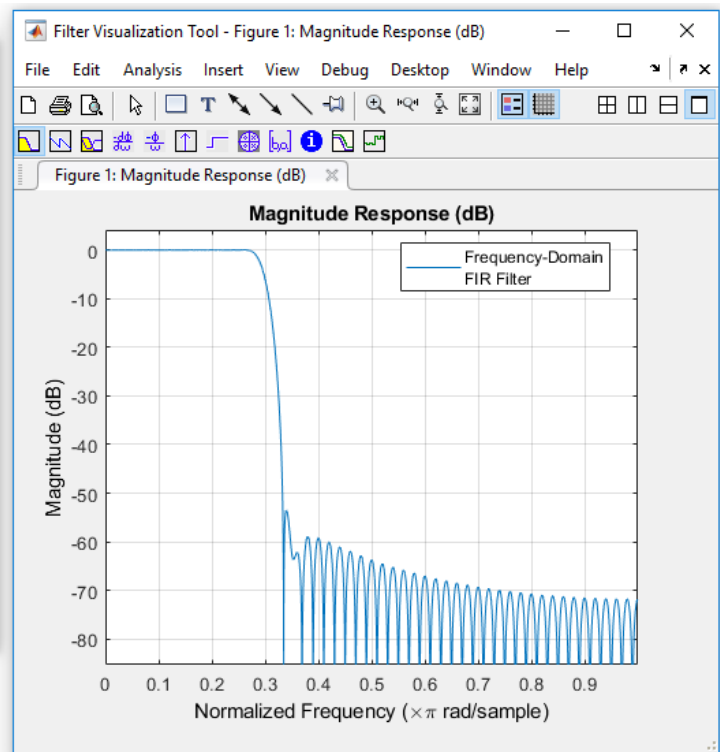 Filter Visualization Tool - Figure 1: Magnitude Response (dB)
File Edit Analysis Insert View Debug Desktop Window Help
Figure 1: Magnitude Response (dB)
Magnitude Response (dB)
Frequency-Domain
FIR Filter
Magnitude (dB)
0
-10
-20
-30
-40
-50
-60
-70
-80
0 0.1 0.2 0.3 0.4 0.5 0.6 0.7 0.8 0.9
Normalized Frequency (×π rad/sample)